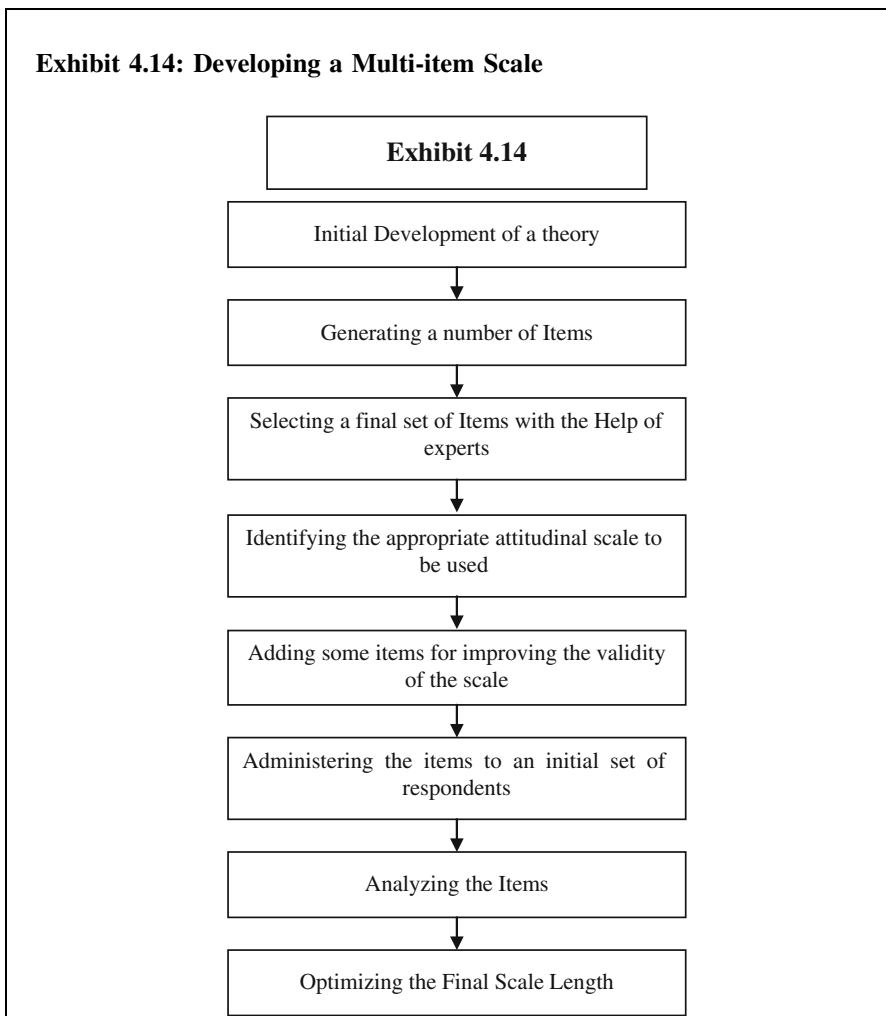 Exhibit 4.14: Developing a Multi-item Scale
Exhibit 4.14
Initial Development of a theory
Generating a number of Items
Selecting a final set of Items with the Help of
experts
Identifying the appropriate attitudinal scale to
be used
Adding some items for improving the validity
of the scale
Administering the items to an initial set of
respondents
Analyzing the Items
Optimizing the Final Scale Length